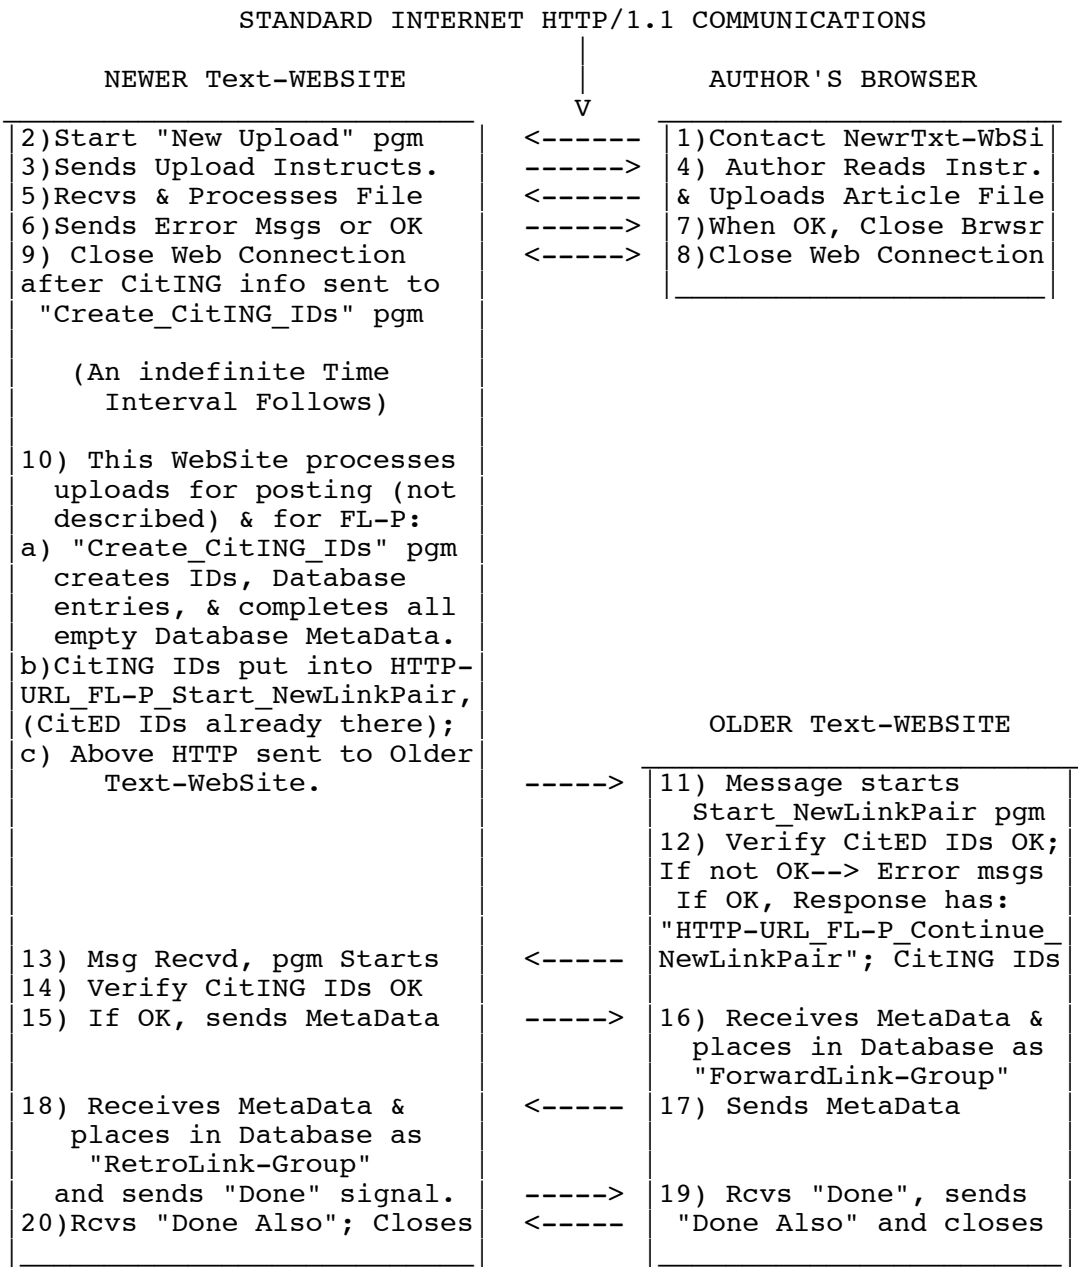 STANDARD INTERNET HTTP/1.1 COMMUNICATIONS
|
NEWER Text-WEBSITE | AUTHOR'S BROWSER
V
|2)Start "New Upload" pgm | <------ |1)Contact NewrTxt-WbSi|
|3)Sends Upload Instructs. | ------> |4) Author Reads Instr.|
|5)Recvs & Processes File | <------ |& Uploads Article File|
|6)Sends Error Msgs or OK | ------> |7)When OK, Close Brwsr|
|9) Close Web Connection | <-----> |8)Close Web Connection|
|after CitING info sent to | |______________________|
| "Create_CitING_IDs" pgm |
| (An indefinite Time |
| Interval Follows) |
|10) This WebSite processes |
| uploads for posting (not |
| described) & for FL-P: |
|a) "Create_CitING_IDs" pgm |
| creates IDs, Database |
| entries, & completes all |
| empty Database MetaData. |
|b)CitING IDs put into HTTP-|
|URL_FL-P_Start_NewLinkPair,|
|(CitED IDs already there); | OLDER Text-WEBSITE
|c) Above HTTP sent to Older|
| Text-WebSite. | -----> |11) Message starts |
| | | Start_NewLinkPair pgm |
| | |12) Verify CitED IDs OK;|
| | |If not OK--> Error msgs |
| | | If OK, Response has: |
| | |"HTTP-URL_FL-P_Continue_|
|13) Msg Recvd, pgm Starts | <----- |NewLinkPair"; CitING IDs|
|14) Verify CitING IDs OK | | |
|15) If OK, sends MetaData | -----> |16) Receives MetaData & |
| | | places in Database as |
| | | "ForwardLink-Group" |
|18) Receives MetaData & | <----- |17) Sends MetaData |
| places in Database as | | |
| "RetroLink-Group" | | |
| and sends "Done" signal. | -----> |19) Rcvs "Done", sends |
|20)Rcvs "Done Also"; Closes| <----- | "Done Also" and closes |